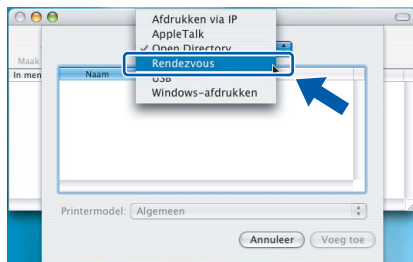 Afdrukken via IP
AppleTalk
✓ Open Directory
Rendezvous
USB
Windows-afdrukken
Maak
In men
Naam
Printermodel: Algemeen
Annuleer
Voeg toe